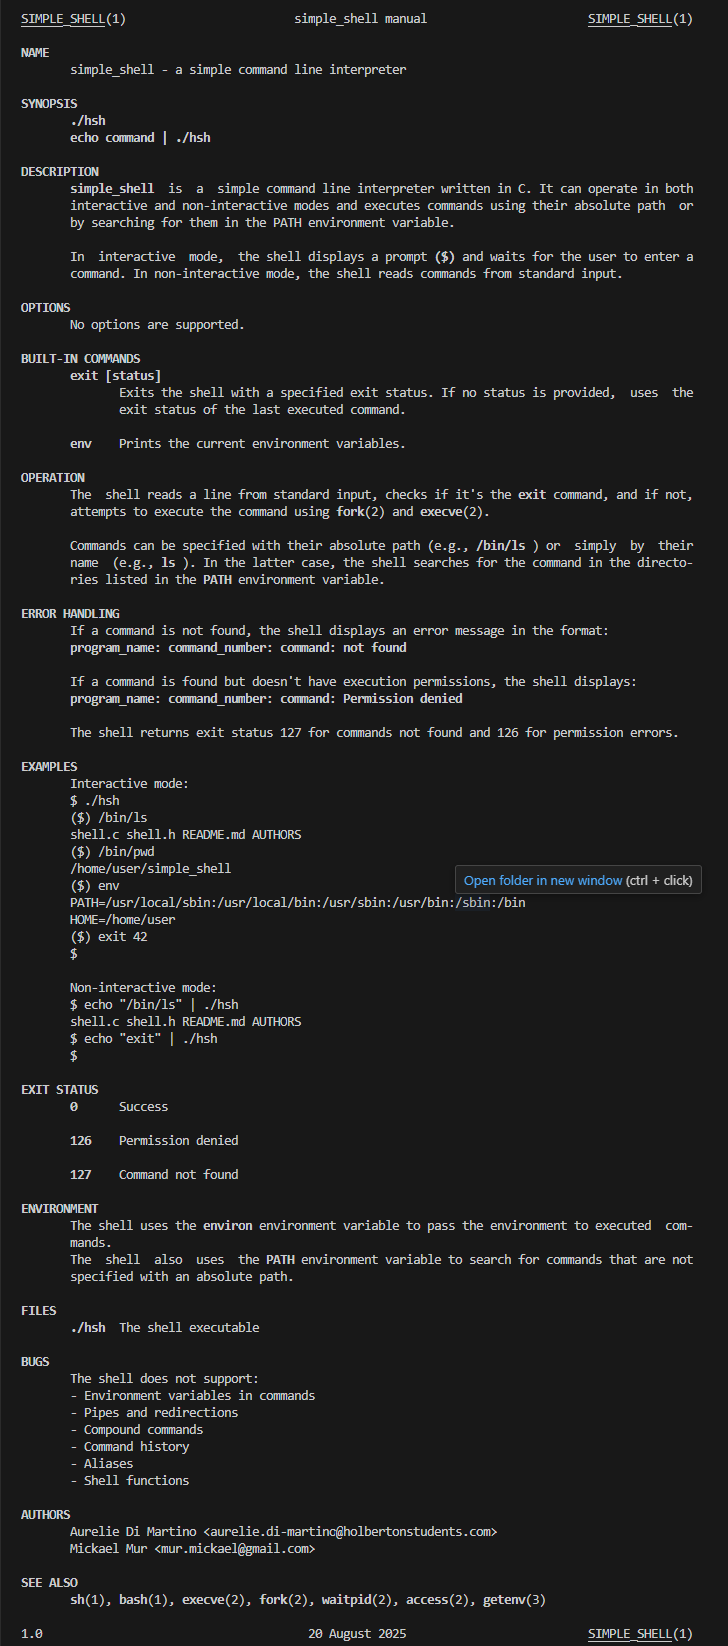 SIMPLE_SHELL(1) simple_shell manual SIMPLE_SHELL(1)
NAME
simple_shell - a simple command line interpreter
SYNOPSIS
./hsh
echo command | ./hsh
DESCRIPTION
simple_shell is a simple command line interpreter written in C. It can operate in both
interactive and non-interactive modes and executes commands using their absolute path or
by searching for them in the PATH environment variable.
In interactive mode, the shell displays a prompt ($) and waits for the user to enter a
command. In non-interactive mode, the shell reads commands from standard input.
OPTIONS
No options are supported.
BUILT-IN COMMANDS
exit [status]
Exits the shell with a specified exit status. If no status is provided, uses the
exit status of the last executed command.
env Prints the current environment variables.
OPERATION
The shell reads a line from standard input, checks if it's the exit command, and if not,
attempts to execute the command using fork(2) and execve(2).
Commands can be specified with their absolute path (e.g., /bin/ls ) or simply by their
name (e.g., ls ). In the latter case, the shell searches for the command in the directo-
ries listed in the PATH environment variable.
ERROR HANDLING
If a command is not found, the shell displays an error message in the format:
program_name: command_number: command: not found
If a command is found but doesn't have execution permissions, the shell displays:
program_name: command_number: command: Permission denied
The shell returns exit status 127 for commands not found and 126 for permission errors.
EXAMPLES
Interactive mode:
$ ./hsh
($) /bin/ls
shell.c shell.h README.md AUTHORS
($) /bin/pwd
/home/user/simple_shell
Open folder in new window (ctrl + click)
($) env
PATH=/usr/local/sbin:/usr/local/bin:/usr/sbin:/usr/bin:/sbin:/bin
HOME=/home/user
($) exit 42
$
Non-interactive mode:
$ echo "/bin/ls" | ./hsh
shell.c shell.h README.md AUTHORS
$ echo "exit" | ./hsh
$
EXIT STATUS
0 Success
126 Permission denied
127 Command not found
ENVIRONMENT
The shell uses the environ environment variable to pass the environment to executed com-
mands.
The shell also uses the PATH environment variable to search for commands that are not
specified with an absolute path.
FILES
./hsh The shell executable
BUGS
The shell does not support:
- Environment variables in commands
- Pipes and redirections
- Compound commands
- Command history
- Aliases
- Shell functions
AUTHORS
Aurelie Di Martino <aurelie.di-martino@holbertonstudents.com>
Mickael Mur <mur.mickael@gmail.com>
SEE ALSO
sh(1), bash(1), execve(2), fork(2), waitpid(2), access(2), getenv(3)
1.0 20 August 2025 SIMPLE_SHELL(1)